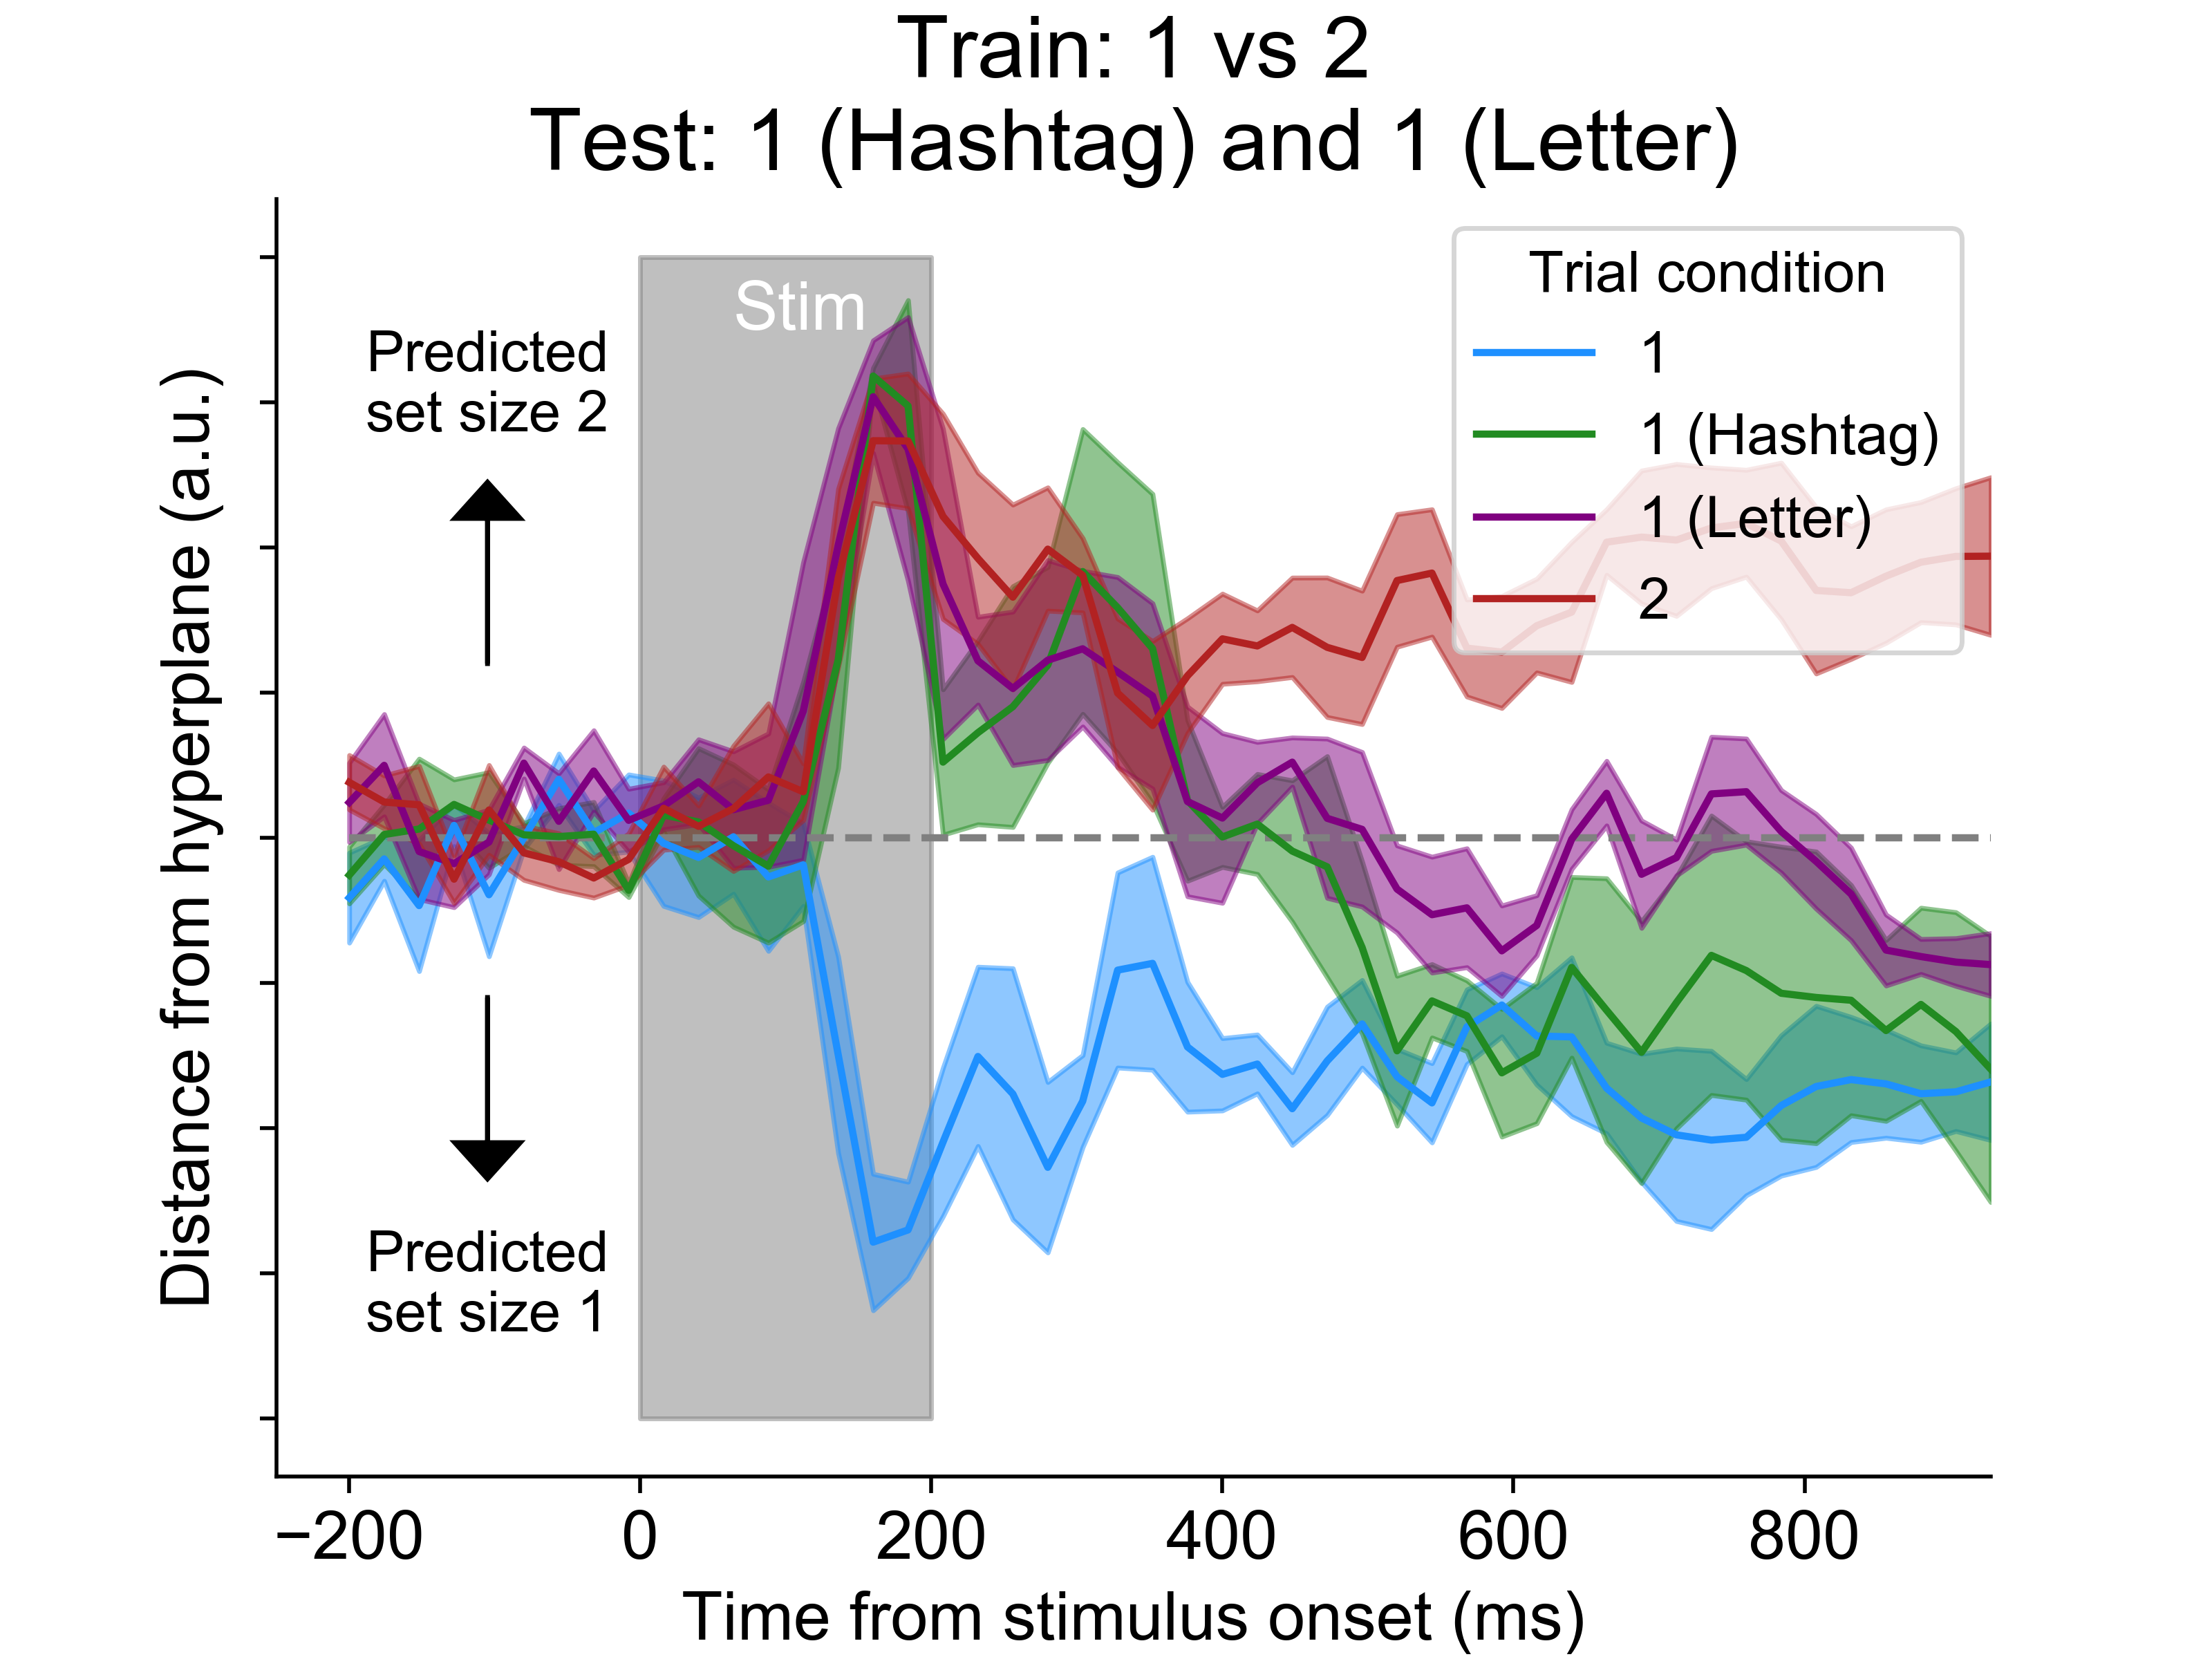 Train: 1 vs 2
Test: 1 (Hashtag) and 1 (Letter)
Stim
Trial condition
1
1 (Hashtag)
1 (Letter)
2
Predicted
set size 2
Predicted
set size 1
Distance from hyperplane (a.u.)
−200 0 200 400 600 800
Time from stimulus onset (ms)